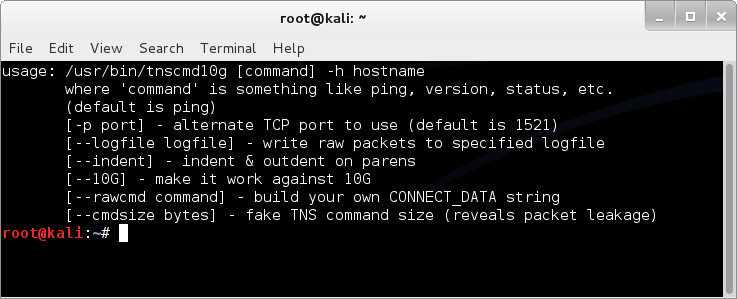 root@kali: ~
File Edit View Search Terminal Help
usage: /usr/bin/tnscmd10g [command] -h hostname
where 'command' is something like ping, version, status, etc.
(default is ping)
[-p port] - alternate TCP port to use (default is 1521)
[--logfile logfile] - write raw packets to specified logfile
[--indent] - indent & outdent on parens
[--10G] - make it work against 10G
[--rawcmd command] - build your own CONNECT_DATA string
[--cmdsize bytes] - fake TNS command size (reveals packet leakage)
root@kali:~#